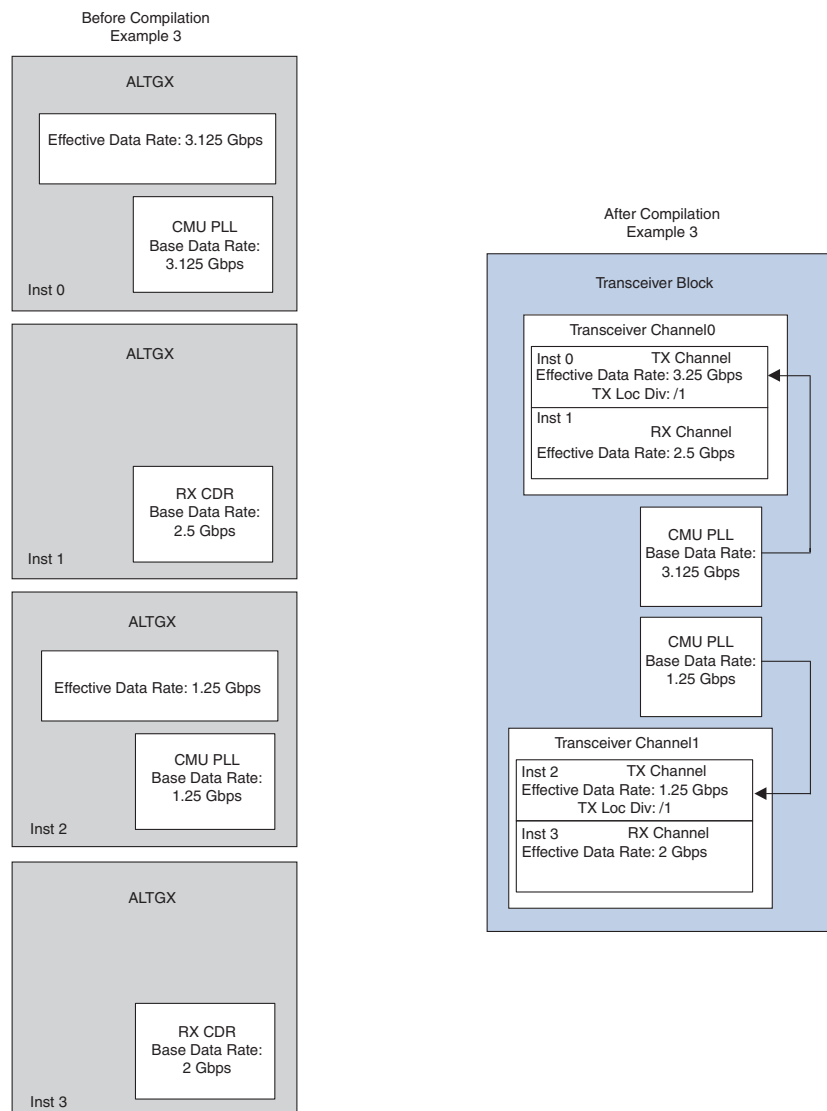 Before Compilation
Example 3
ALTGX
Effective Data Rate: 3.125 Gbps
CMU PLL
Base Data Rate:
3.125 Gbps
Inst 0
ALTGX
RX CDR
Base Data Rate:
2.5 Gbps
Inst 1
ALTGX
Effective Data Rate: 1.25 Gbps
CMU PLL
Base Data Rate:
1.25 Gbps
Inst 2
ALTGX
RX CDR
Base Data Rate:
2 Gbps
Inst 3
After Compilation
Example 3
Transceiver Block
Transceiver Channel0
Inst 0 TX Channel
Effective Data Rate: 3.25 Gbps
TX Loc Div: /1
Inst 1
RX Channel
Effective Data Rate: 2.5 Gbps
CMU PLL
Base Data Rate:
3.125 Gbps
CMU PLL
Base Data Rate:
1.25 Gbps
Transceiver Channel1
Inst 2 TX Channel
Effective Data Rate: 1.25 Gbps
TX Loc Div: /1
Inst 3 RX Channel
Effective Data Rate: 2 Gbps